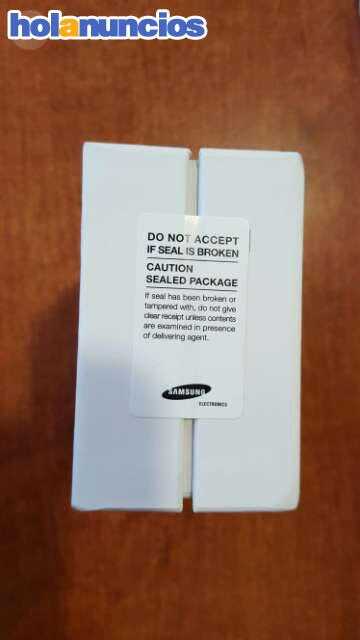 holanuncios
DO NOT ACCEPT
IF SEAL IS BROKEN
CAUTION
SEALED PACKAGE
If seal has been broken or
tampered with, do not give
clear receipt unless contents
are examined in presence
of delivering agent.
SAMSUNG
ELECTRONICS